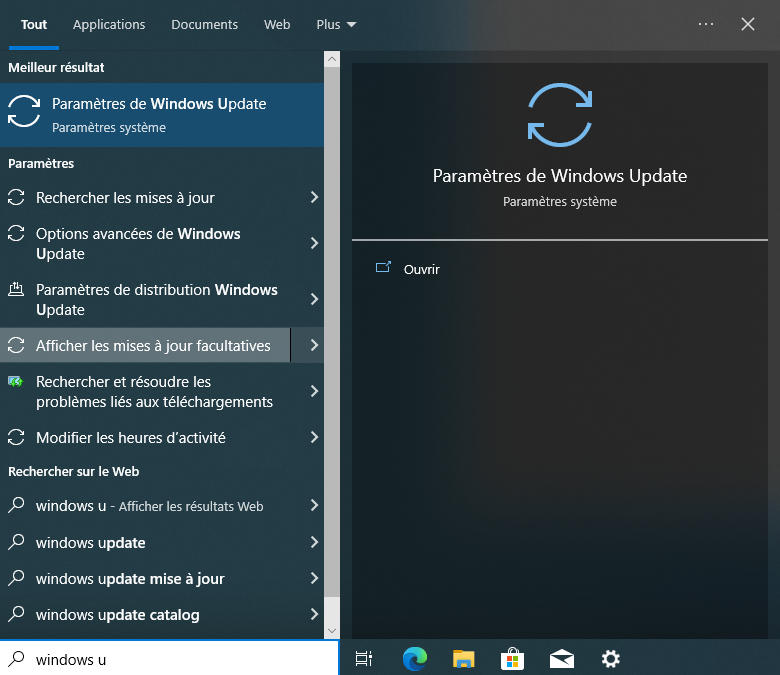 Tout Applications Documents Web Plus
Meilleur résultat
Paramètres de Windows Update
Paramètres système
Paramètres
Rechercher les mises à jour
Options avancées de Windows
Update
Paramètres de distribution Windows
Update
Afficher les mises à jour facultatives
Rechercher et résoudre les
problèmes liés aux téléchargements
Modifier les heures d'activité
Rechercher sur le Web
windows u - Afficher les résultats Web
windows update
windows update mise à jour
windows update catalog
windows u
Paramètres de Windows Update
Paramètres système
Ouvrir